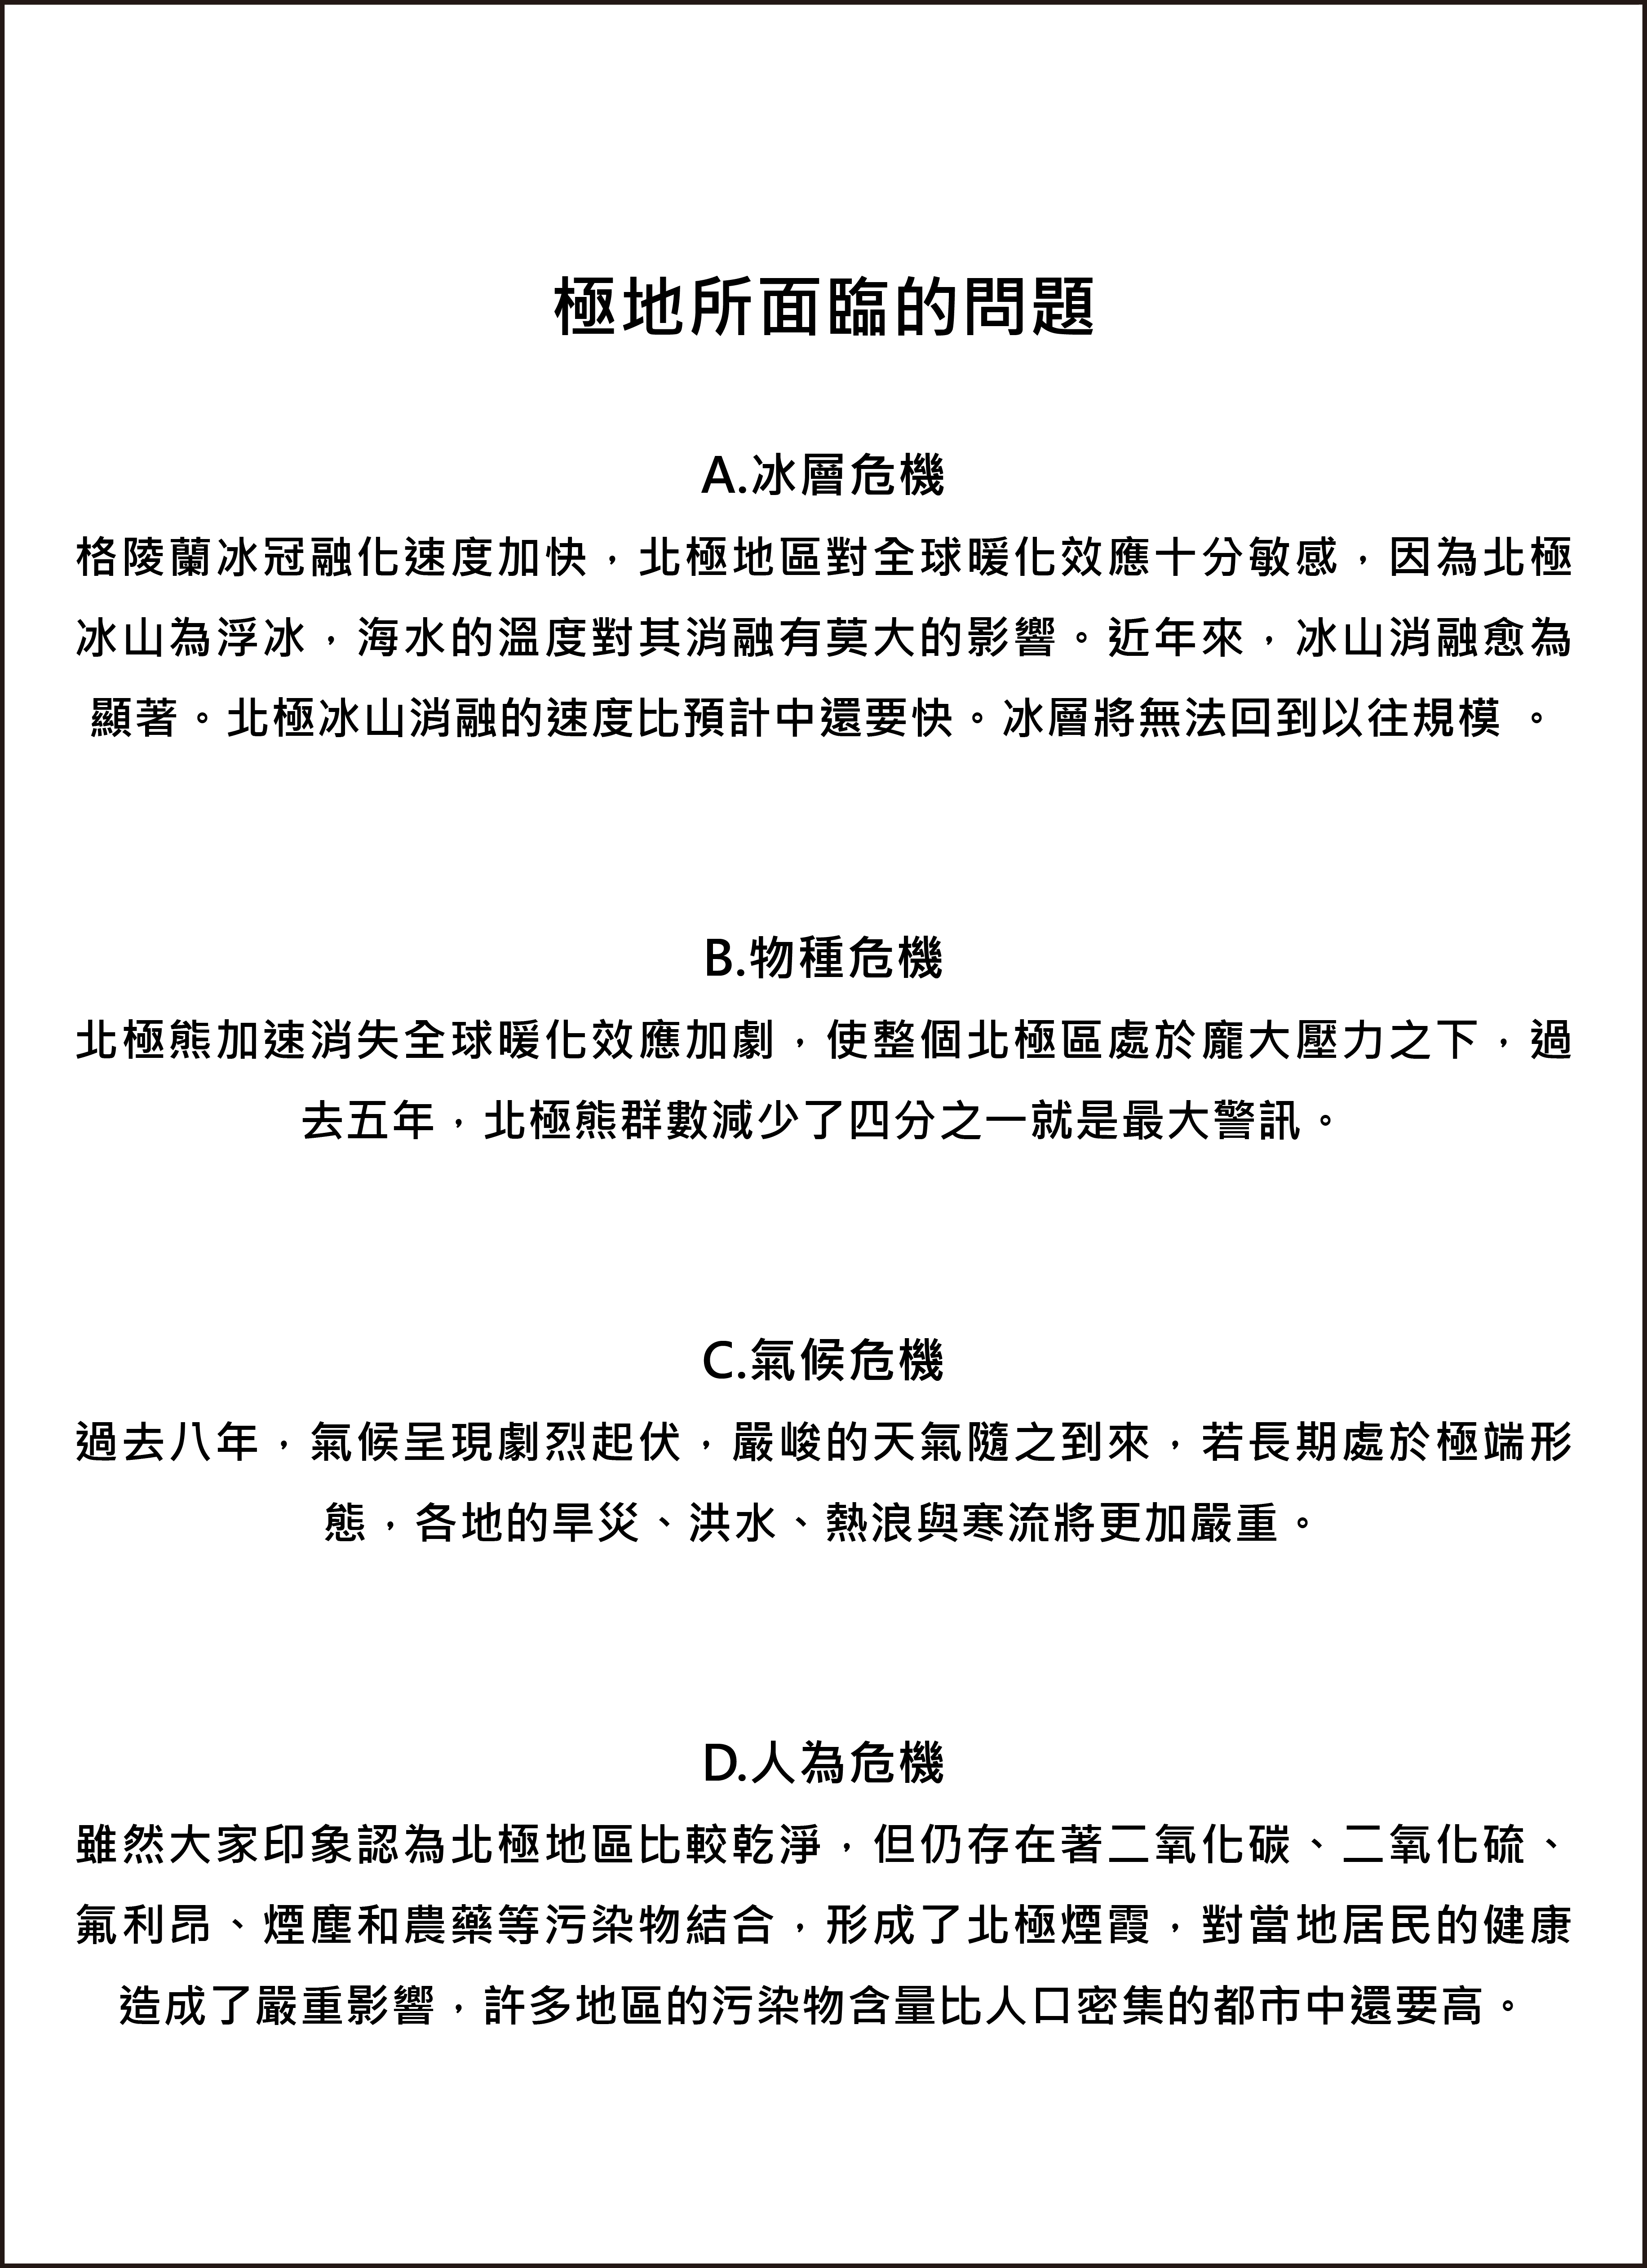 極地所面臨的問題
A.冰層危機
格陵蘭冰冠融化速度加快，北極地區對全球暖化效應十分敏感，因為北極
冰山為浮冰，海水的溫度對其消融有莫大的影響。近年來，冰山消融愈為
顯著。北極冰山消融的速度比預計中還要快。冰層將無法回到以往規模 。
B.物種危機
北極熊加速消失全球暖化效應加劇，使整個北極區處於龐大壓力之下，過
去五年，北極熊群數減少了四分之一就是最大警訊。
C.氣候危機
過去八年，氣候呈現劇烈起伏，嚴峻的天氣隨之到來，若長期處於極端形
態，各地的旱災、洪水、熱浪與寒流將更加嚴重。
D.人為危機
雖然大家印象認為北極地區比較乾淨，但仍存在著二氧化碳、二氧化硫、
氟利昂、煙塵和農藥等污染物結合，形成了北極煙霞，對當地居民的健康
造成了嚴重影響，許多地區的污染物含量比人口密集的都市中還要高。